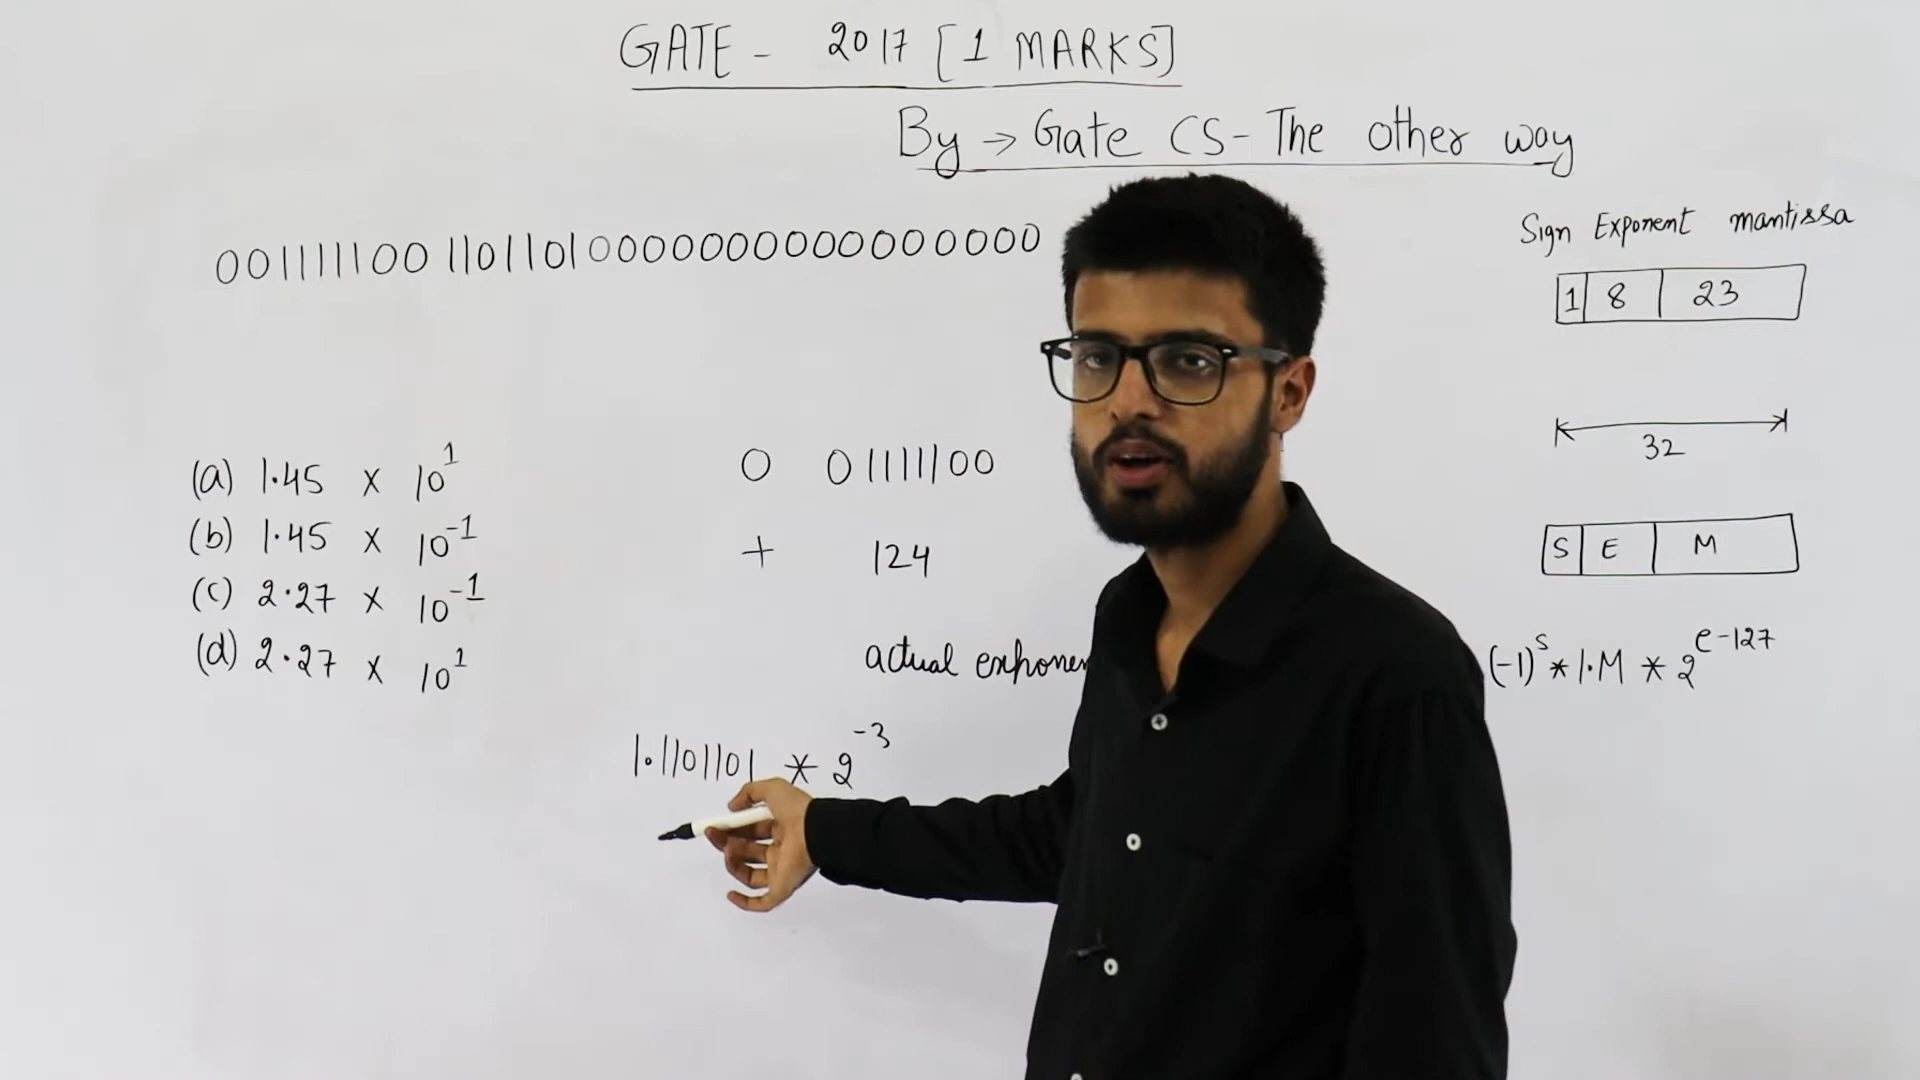 GATE - 2017 [1 MARKS]
By → Gate CS - The other way
00111110011011010000000000000000
Sign Exponent mantissa
1 8 23
32
(a) 1.45 x 10^1
(b) 1.45 x 10^-1
(c) 2.27 x 10^-1
(d) 2.27 x 10^1
0 01111100
+ 124
S E M
actual
(-1)^s * 1.M * 2^e-127
1.1101101 * 2^-3